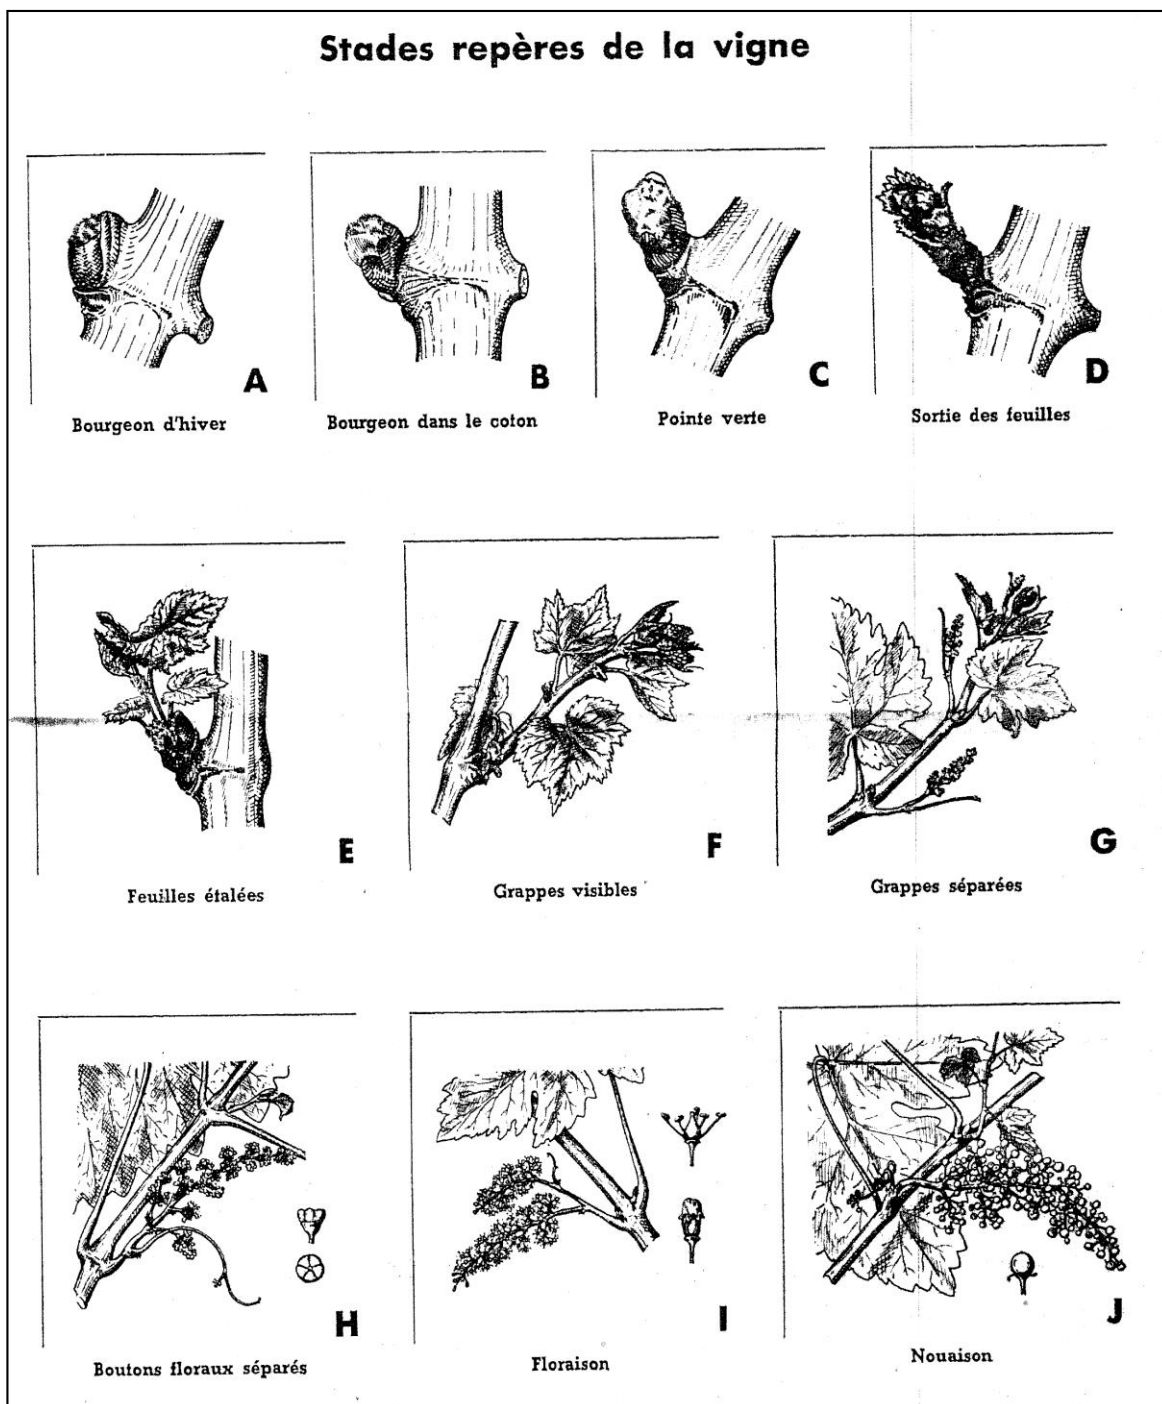 Stades repères de la vigne
A
Bourgeon d'hiver
B
Bourgeon dans le coton
C
Pointe verte
D
Sortie des feuilles
E
Feuilles étalées
F
Grappes visibles
G
Grappes séparées
H
Boutons floraux séparés
I
Floraison
J
Nouaison